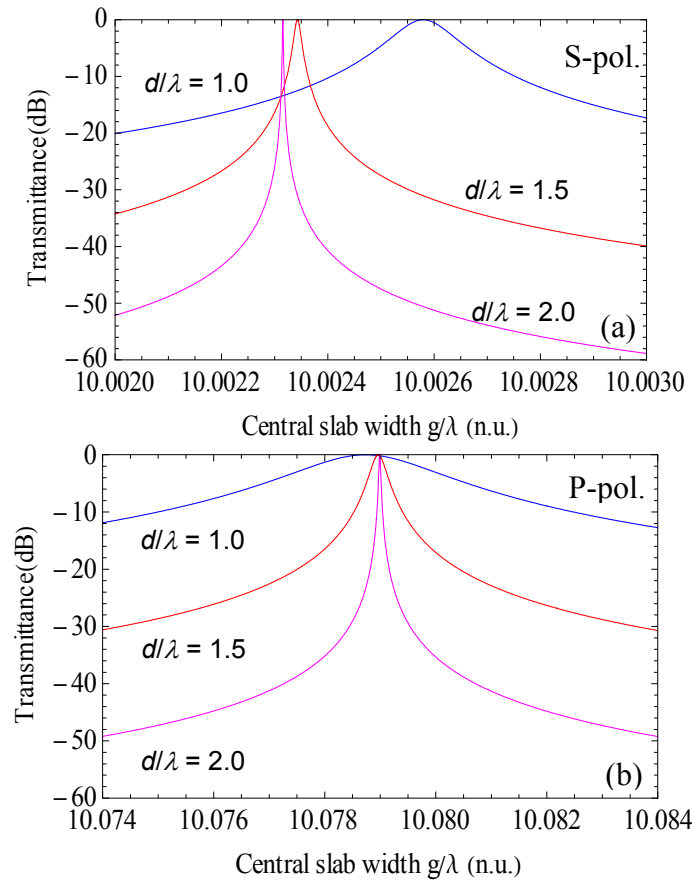 0
S-pol.
d/λ = 1.0
−10
−20
d/λ = 1.5
−30
−40
d/λ = 2.0
−50
(a)
−60
10.0020 10.0022 10.0024 10.0026 10.0028 10.0030
Transmittance(dB)
Central slab width g/λ (n.u.)
0
P-pol.
−10
d/λ = 1.0
−20
−30
d/λ = 1.5
−40
−50
d/λ = 2.0
(b)
−60
10.074 10.076 10.078 10.080 10.082 10.084
Transmittance(dB)
Central slab width g/λ (n.u.)